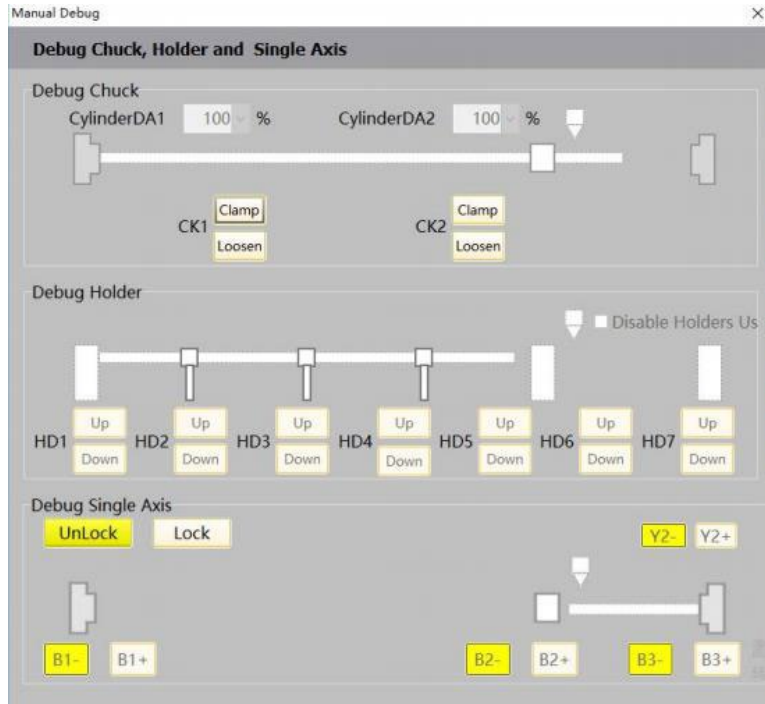 Manual Debug
Debug Chuck, Holder and Single Axis
Debug Chuck
CylinderDA1 100 % CylinderDA2 100 %
CK1 Clamp Loosen CK2 Clamp Loosen
Debug Holder
Disable Holders Us
HD1 Up Down HD2 Up Down HD3 Up Down HD4 Up Down HD5 Up Down HD6 Up Down HD7 Up Down
Debug Single Axis
UnLock Lock Y2- Y2+
B1- B1+ B2- B2+ B3- B3+